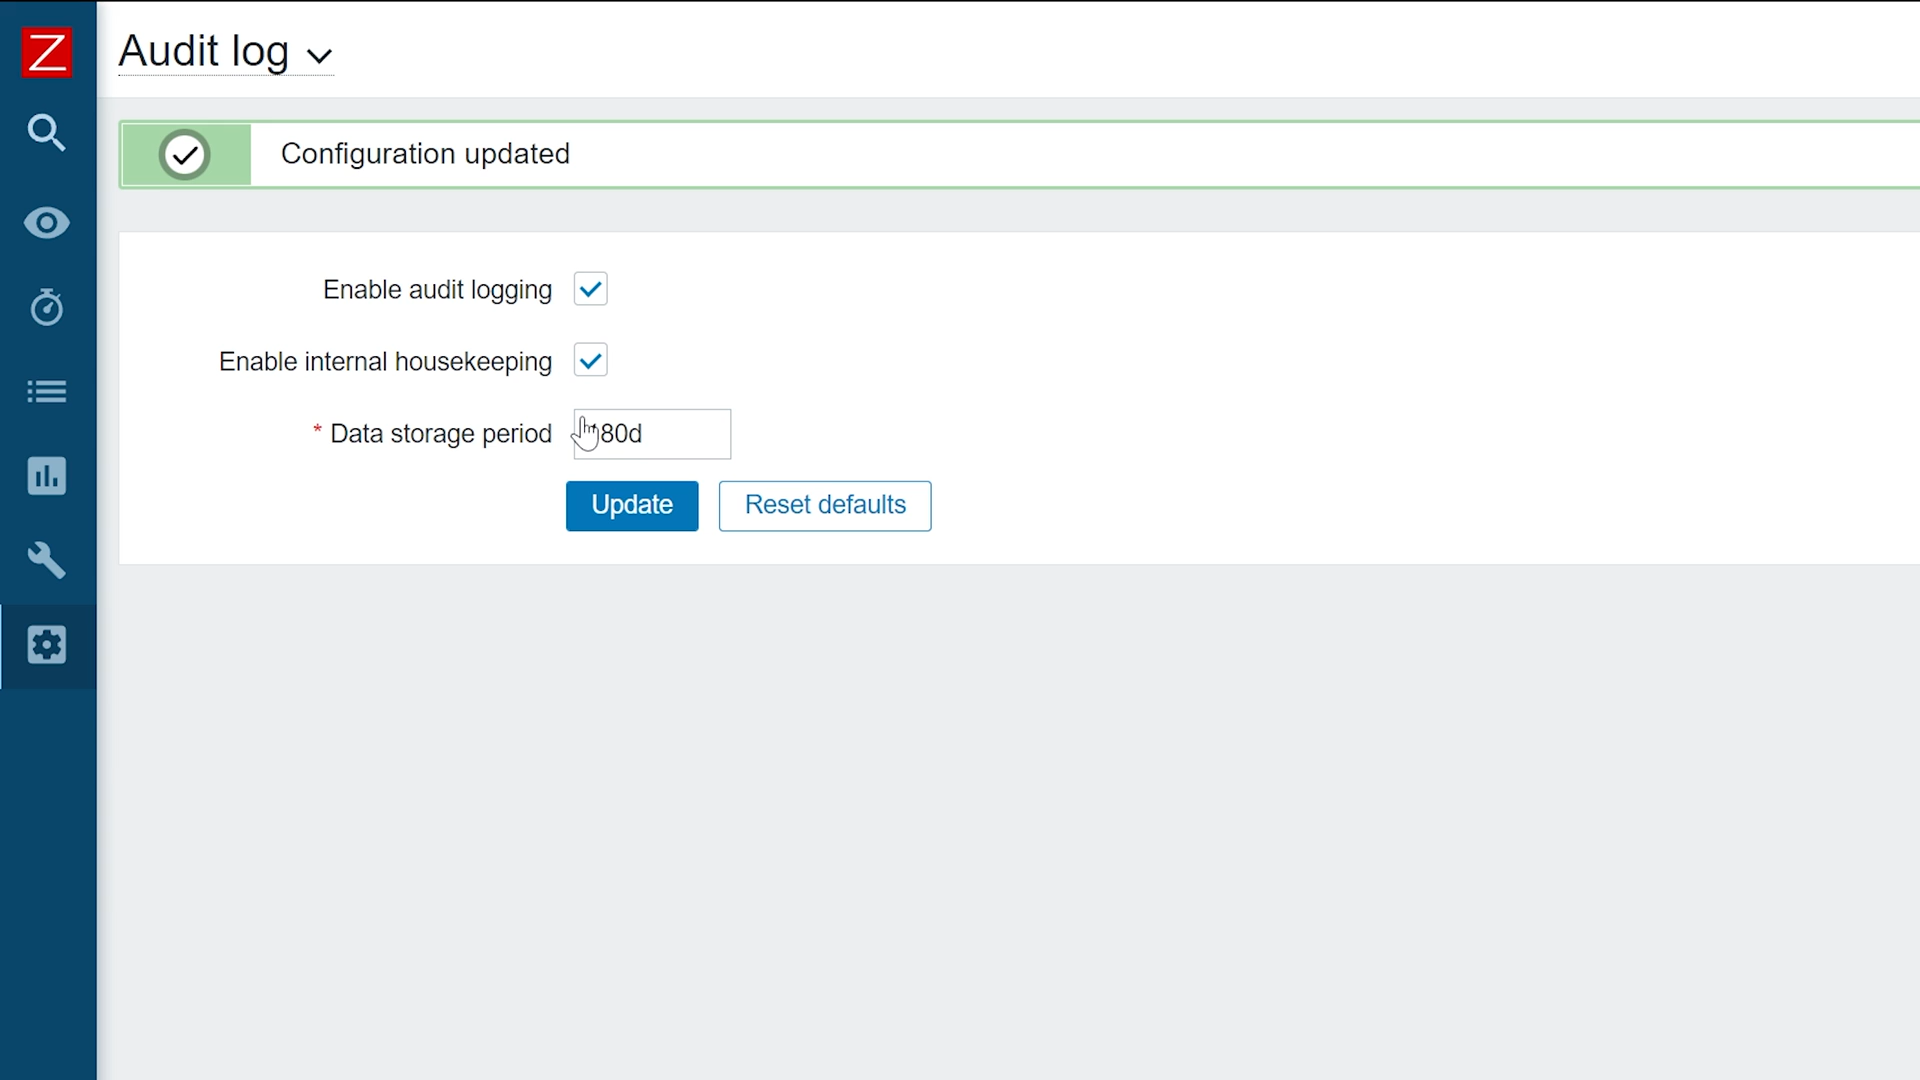 Z
Audit log
Configuration updated
Enable audit logging
Enable internal housekeeping
* Data storage period 80d
Update Reset defaults